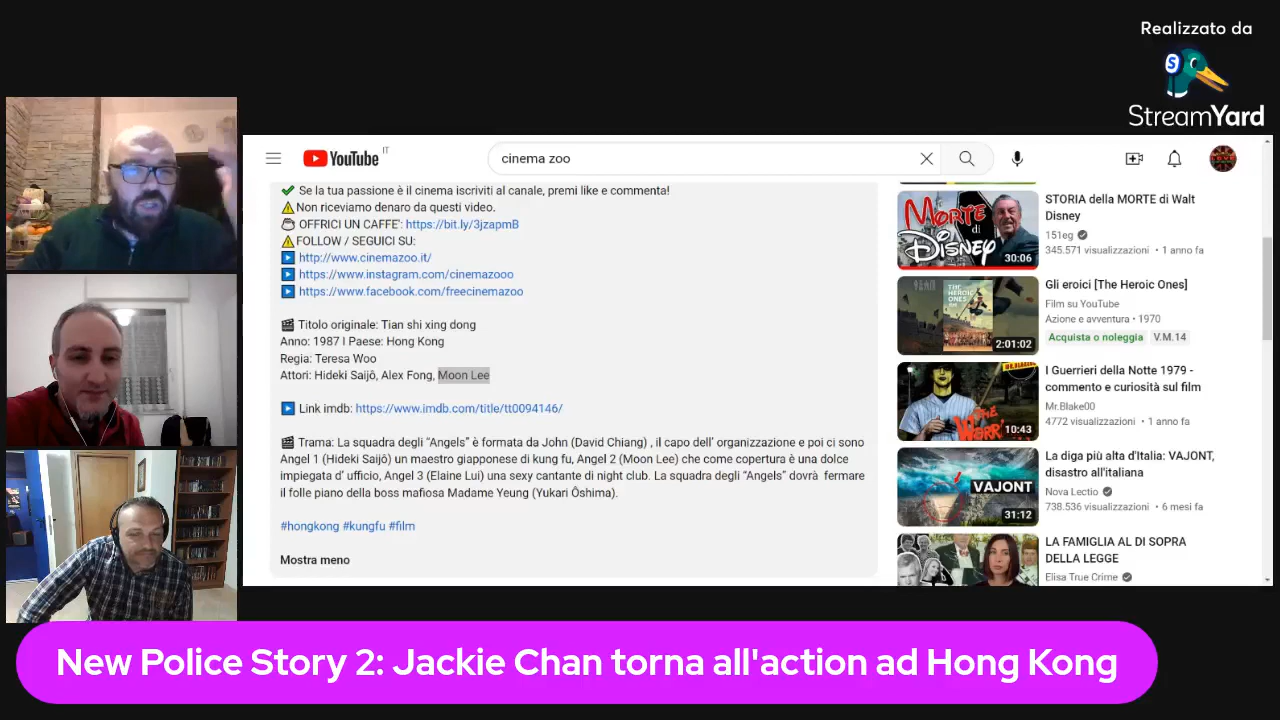 Realizzato da
S
StreamYard
YouTube IT
cinema zoo
✔ Se la tua passione è il cinema iscriviti al canale, premi like e commenta!
⚠Non riceviamo denaro da questi video.
OFFRICI UN CAFFE': https://bit.ly/3jzapmB
⚠FOLLOW / SEGUICI SU:
http://www.cinemazoo.it/
https://www.instagram.com/cinemazooo
https://www.facebook.com/freecinemazoo
Titolo originale: Tian shi xing dong
Anno: 1987 I Paese: Hong Kong
Regia: Teresa Woo
Attori: Hideki Saijô, Alex Fong, Moon Lee
Link imdb: https://www.imdb.com/title/tt0094146/
Trama: La squadra degli “Angels” è formata da John (David Chiang) , il capo dell’ organizzazione e poi ci sono
Angel 1 (Hideki Saijô) un maestro giapponese di kung fu, Angel 2 (Moon Lee) che come copertura è una dolce
impiegata d’ ufficio, Angel 3 (Elaine Lui) una sexy cantante di night club. La squadra degli “Angels” dovrà fermare
il folle piano della boss mafiosa Madame Yeung (Yukari Ôshima).
#hongkong #kungfu #film
Mostra meno
MORTE
di
DISNEY
30:06
STORIA della MORTE di Walt
Disney
151eg
345.571 visualizzazioni • 1 anno fa
THE
HEROIC
ONES
2:01:02
Gli eroici [The Heroic Ones]
Film su YouTube
Azione e avventura • 1970
Acquista o noleggia V.M.14
10:43
I Guerrieri della Notte 1979 -
commento e curiosità sul film
Mr.Blake00
4772 visualizzazioni • 1 anno fa
VAJONT
31:12
La diga più alta d'Italia: VAJONT,
disastro all'italiana
Nova Lectio
738.536 visualizzazioni • 6 mesi fa
LA FAMIGLIA AL DI SOPRA
DELLA LEGGE
Elisa True Crime
New Police Story 2: Jackie Chan torna all'action ad Hong Kong